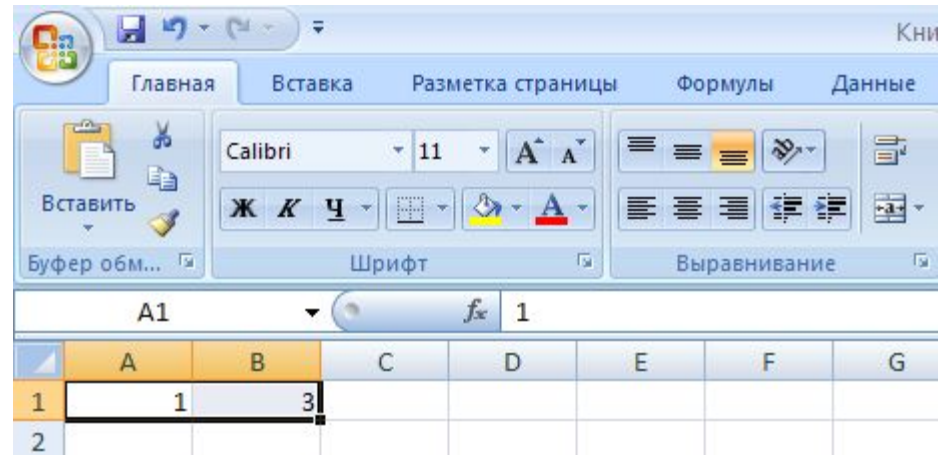 Кни
Главная Вставка Разметка страницы Формулы Данные
Calibri 11 A A
Вставить Ж К Ч A
Буфер обм... Шрифт Выравнивание
A1 fx 1
A B C D E F G
1 1 3
2